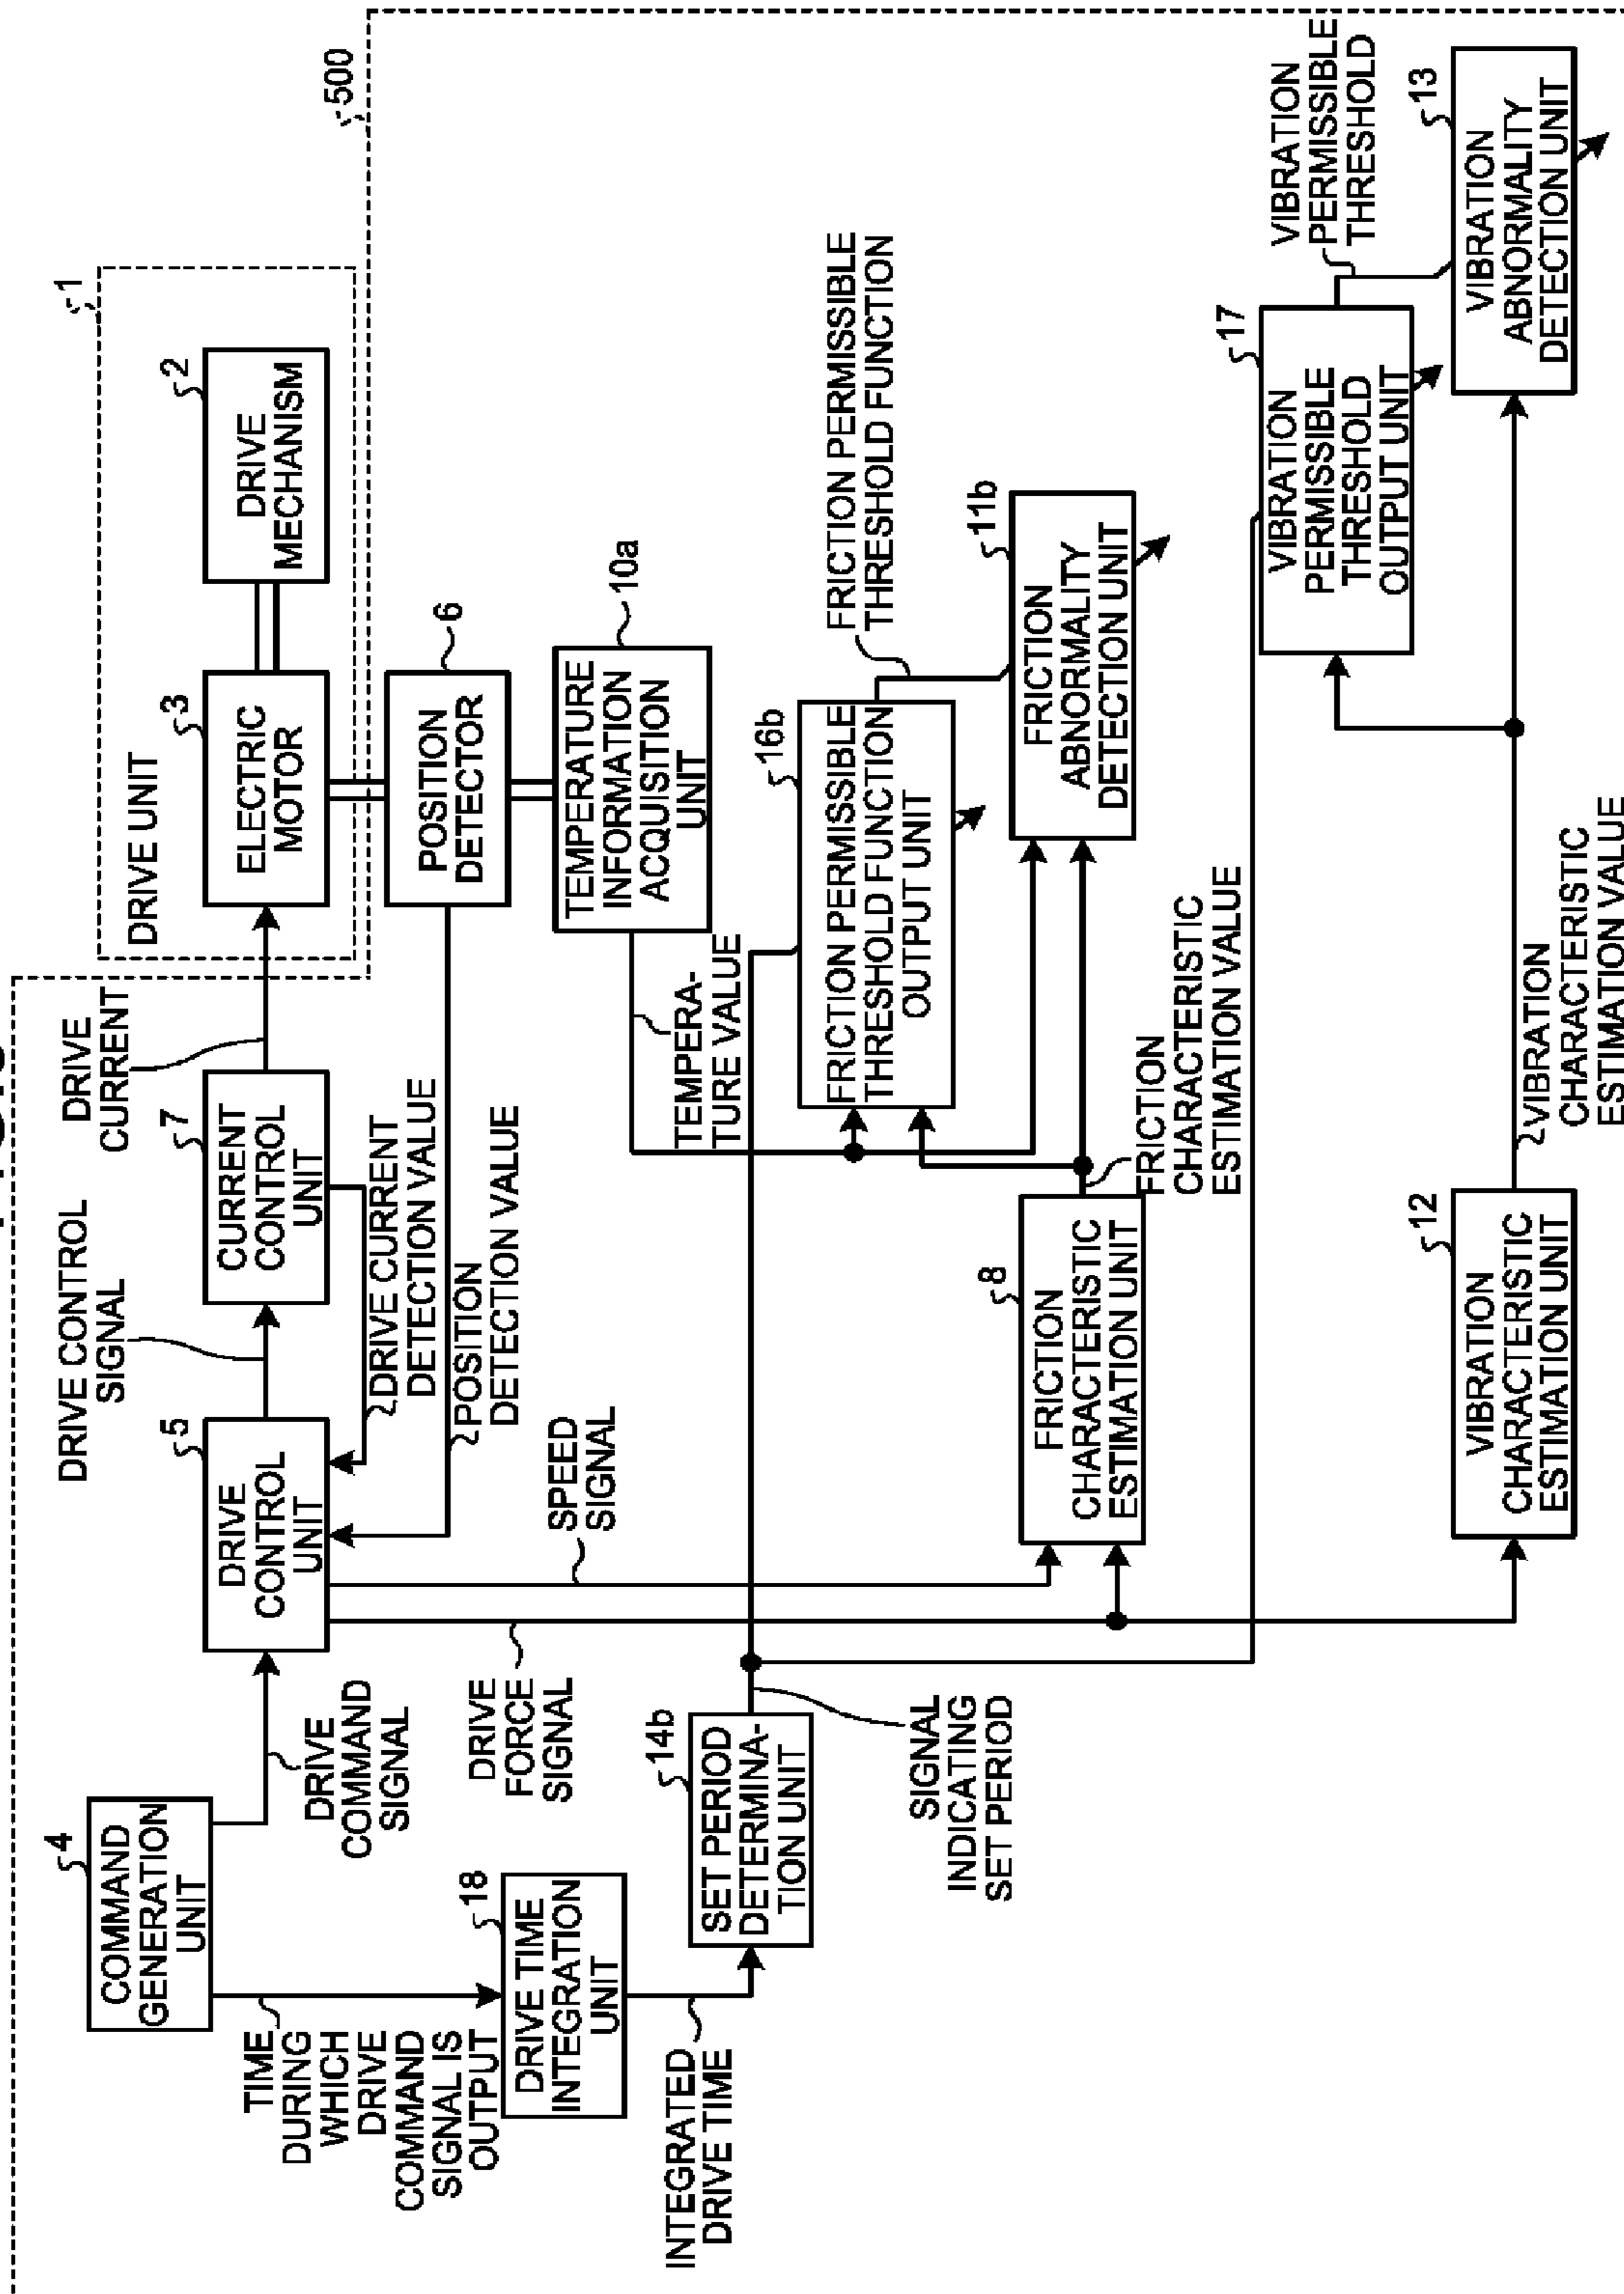 500
1
DRIVE UNIT
2
DRIVE
MECHANISM
3
ELECTRIC
MOTOR
DRIVE
CURRENT
7
CURRENT
CONTROL
UNIT
DRIVE CONTROL
SIGNAL
5
DRIVE
CONTROL
UNIT
DRIVE
COMMAND
SIGNAL
4
COMMAND
GENERATION
UNIT
DRIVE CURRENT
DETECTION VALUE
POSITION
DETECTION VALUE
6
POSITION
DETECTOR
10a
TEMPERATURE
INFORMATION
ACQUISITION
UNIT
TEMPERA-
TURE VALUE
SPEED
SIGNAL
DRIVE
FORCE
SIGNAL
TIME
DURING
WHICH
DRIVE
COMMAND
SIGNAL IS
OUTPUT
18
DRIVE TIME
INTEGRATION
UNIT
INTEGRATED
DRIVE TIME
14b
SET PERIOD
DETERMINA-
TION UNIT
SIGNAL
INDICATING
SET PERIOD
16b
FRICTION PERMISSIBLE
THRESHOLD FUNCTION
OUTPUT UNIT
FRICTION PERMISSIBLE
THRESHOLD FUNCTION
11b
FRICTION
ABNORMALITY
DETECTION UNIT
8
FRICTION
CHARACTERISTIC
ESTIMATION UNIT
FRICTION
CHARACTERISTIC
ESTIMATION VALUE
17
VIBRATION
PERMISSIBLE
THRESHOLD
OUTPUT UNIT
VIBRATION
PERMISSIBLE
THRESHOLD
13
VIBRATION
ABNORMALITY
DETECTION UNIT
12
VIBRATION
CHARACTERISTIC
ESTIMATION UNIT
VIBRATION
CHARACTERISTIC
ESTIMATION VALUE